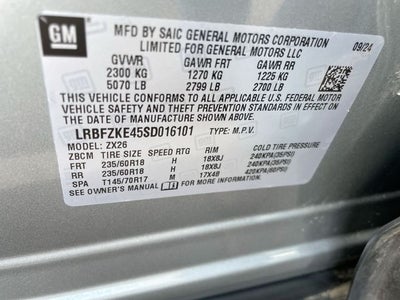 GM
MFD BY SAIC GENERAL MOTORS CORPORATION
LIMITED FOR GENERAL MOTORS LLC
09/24
GVWR GAWR FRT GAWR RR
2300 KG 1270 KG 1225 KG
5070 LB 2799 LB 2700 LB
THIS VEHICLE CONFORMS TO ALL APPLICABLE U.S. FEDERAL MOTOR
VEHICLE SAFETY AND THEFT PREVENTION STANDARDS IN EFFECT ON
THE DATE OF MANUFACTURE SHOWN ABOVE.
LRBFZKE45SD016101 TYPE: M.P.V.
MODEL: ZX26
ZBCM TIRE SIZE SPEED RTG RIM COLD TIRE PRESSURE
FRT 235/60R18 H 18X8J 240KPA(35PSI)
RR 235/60R18 H 18X8J 240KPA(35PSI)
SPA T145/70R17 M 17X4B 420KPA(60PSI)
SEE OWNER'S MANUAL FOR MORE INFORMATION.